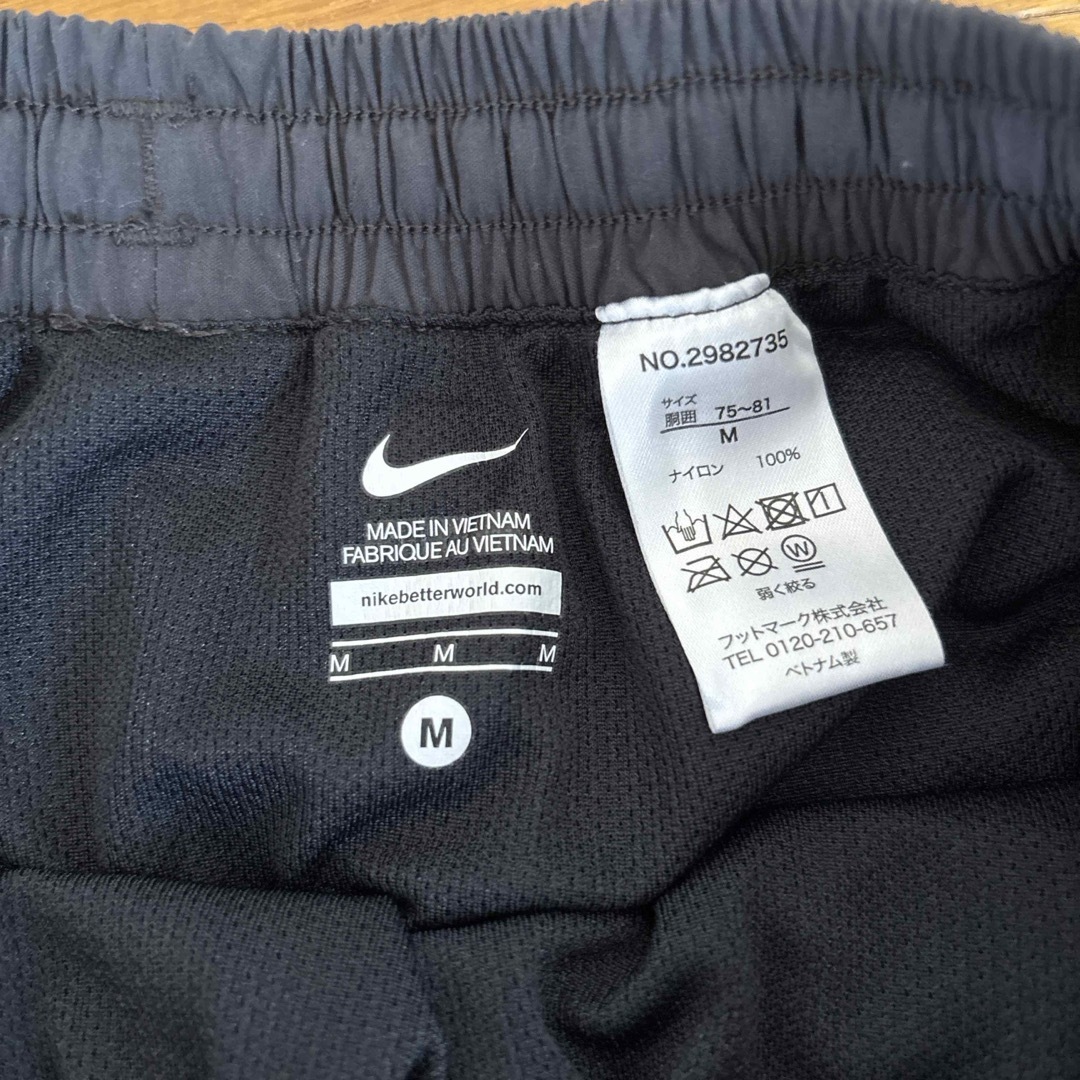 MADE IN VIETNAM
FABRIQUE AU VIETNAM
nikebetterworld.com
M M M
M
NO.2982735
サイズ
胴囲 75～81
M
ナイロン 100%
W
弱く絞る
フットマーク株式会社
TEL 0120-210-657
ベトナム製